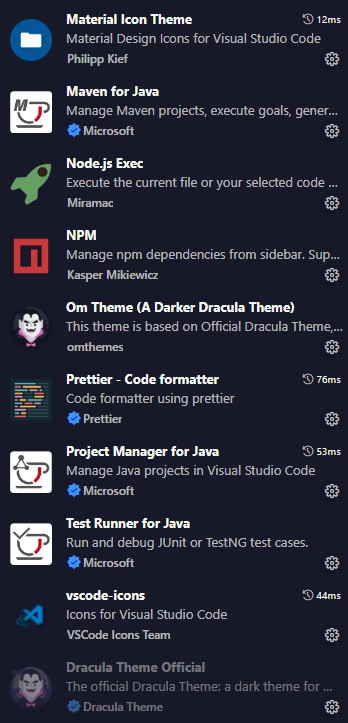 Material Icon Theme 12ms
Material Design Icons for Visual Studio Code
Philipp Kief
Maven for Java
Manage Maven projects, execute goals, gener...
Microsoft
Node.js Exec
Execute the current file or your selected code ...
Miramac
NPM
Manage npm dependencies from sidebar. Sup...
Kasper Mikiewicz
Om Theme (A Darker Dracula Theme)
This theme is based on Official Dracula Theme,...
omthemes
Prettier - Code formatter 76ms
Code formatter using prettier
Prettier
Project Manager for Java 53ms
Manage Java projects in Visual Studio Code
Microsoft
Test Runner for Java
Run and debug JUnit or TestNG test cases.
Microsoft
vscode-icons 44ms
Icons for Visual Studio Code
VSCode Icons Team
Dracula Theme Official
The official Dracula Theme: a dark theme for ...
Dracula Theme